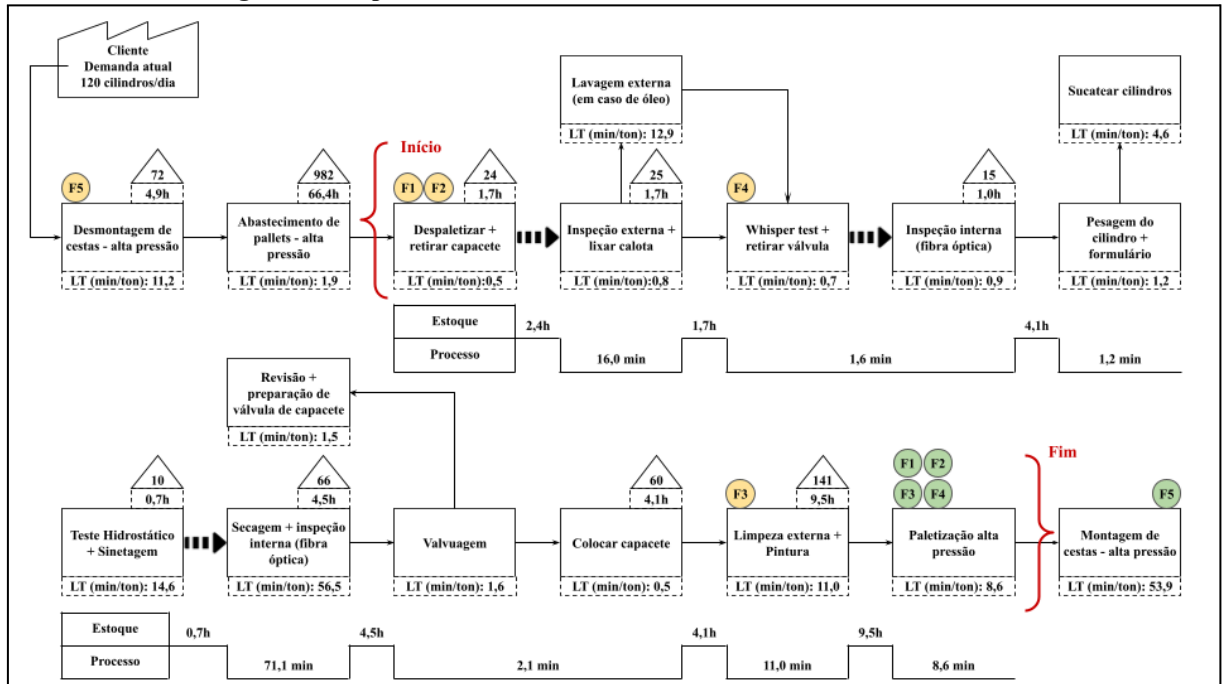 Cliente
Demanda atual
120 cilindros/dia
Lavagem externa
(em caso de óleo)
LT (min/ton): 12,9
Sucatear cilindros
LT (min/ton): 4,6
Início
F5
72
4,9h
Desmontagem de
cestas - alta pressão
LT (min/ton): 11,2
982
66,4h
Abastecimento de
pallets - alta
pressão
LT (min/ton): 1,9
F1
F2
24
1,7h
Despaletizar +
retirar capacete
LT (min/ton):0,5
25
1,7h
Inspeção externa +
lixar calota
LT (min/ton):0,8
F4
Whisper test +
retirar válvula
LT (min/ton): 0,7
15
1,0h
Inspeção interna
(fibra óptica)
LT (min/ton): 0,9
Pesagem do
cilindro +
formulário
LT (min/ton): 1,2
Estoque
Processo
2,4h
16,0 min
1,7h
1,6 min
4,1h
1,2 min
Revisão +
preparação de
válvula de capacete
LT (min/ton): 1,5
10
0,7h
Teste Hidrostático
+ Sinetagem
LT (min/ton): 14,6
66
4,5h
Secagem + inspeção
interna (fibra
óptica)
LT (min/ton): 56,5
Valvuagem
LT (min/ton): 1,6
60
4,1h
Colocar capacete
LT (min/ton): 0,5
F3
141
9,5h
Limpeza externa +
Pintura
LT (min/ton): 11,0
F1
F2
F3
F4
Paletização alta
pressão
LT (min/ton): 8,6
Fim
F5
Montagem de
cestas - alta pressão
LT (min/ton): 53,9
Estoque
Processo
0,7h
71,1 min
4,5h
2,1 min
4,1h
11,0 min
9,5h
8,6 min